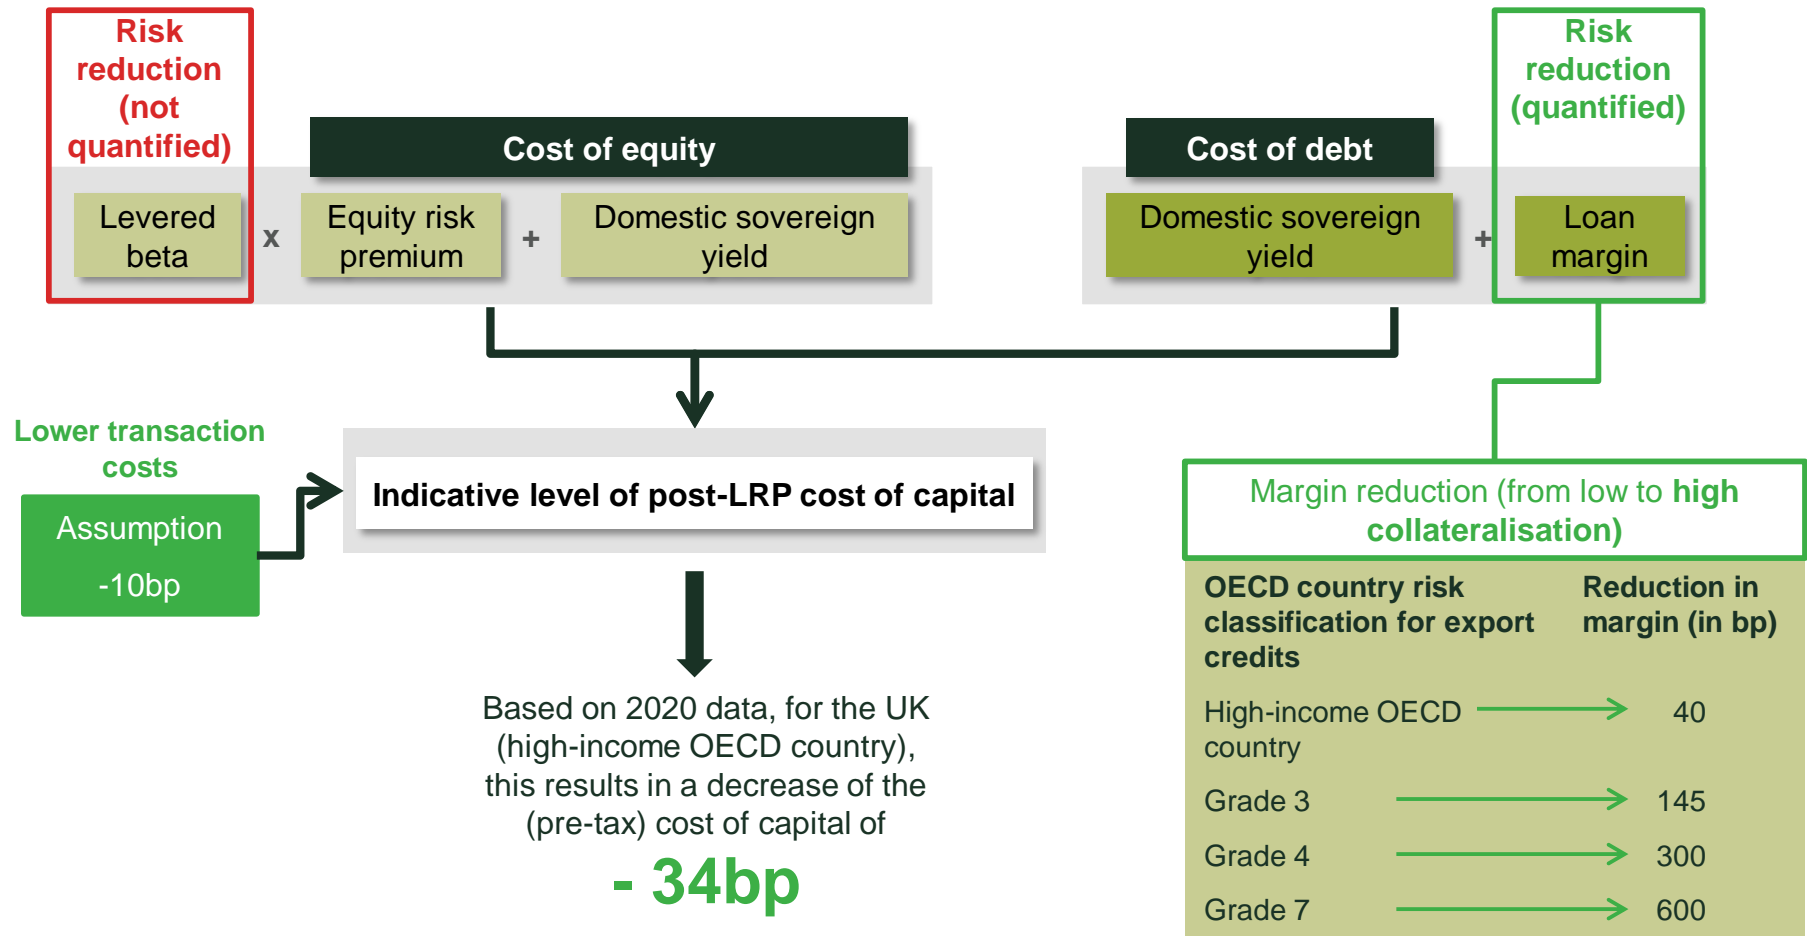 Risk
reduction
(not
quantified)
Cost of equity
Levered
beta
x
Equity risk
premium
+
Domestic sovereign
yield
Cost of debt
Domestic sovereign
yield
+
Risk
reduction
(quantified)
Loan
margin
Lower transaction
costs
Assumption
-10bp
Indicative level of post-LRP cost of capital
Based on 2020 data, for the UK
(high-income OECD country),
this results in a decrease of the
(pre-tax) cost of capital of
- 34bp
Margin reduction (from low to high
collateralisation)
OECD country risk
classification for export
credits
Reduction in
margin (in bp)
High-income OECD
country
40
Grade 3
145
Grade 4
300
Grade 7
600